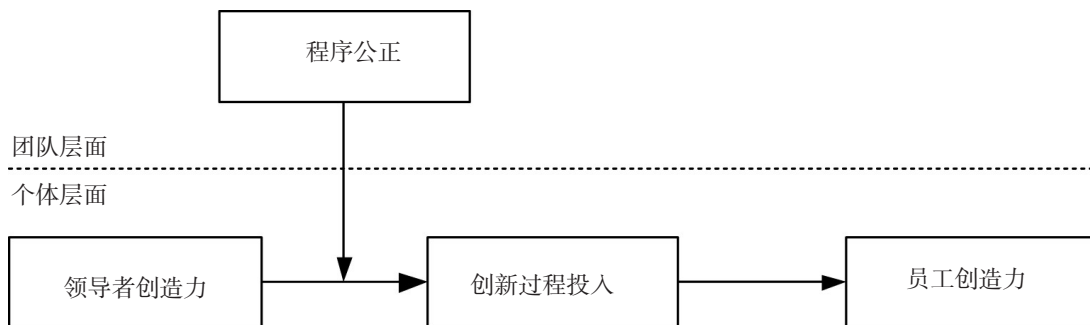 程序公正
团队层面
个体层面
领导者创造力
创新过程投入
员工创造力